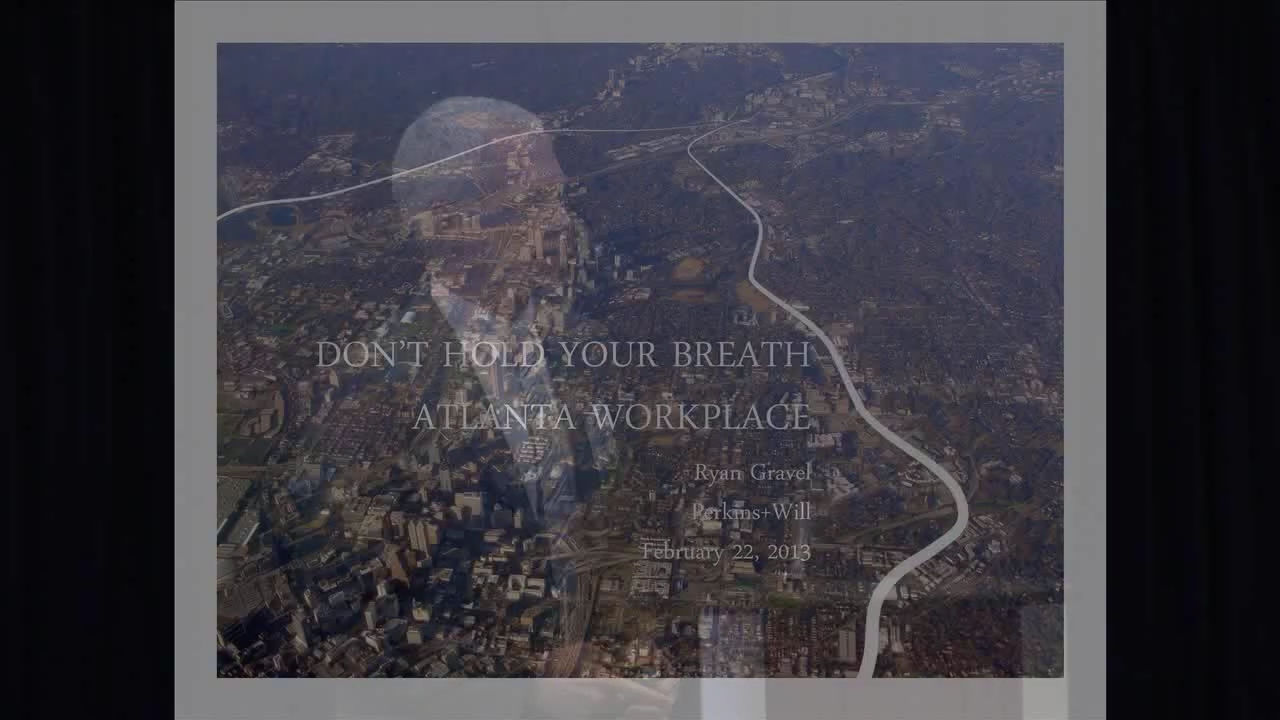 DON'T HOLD YOUR BREATH
ATLANTA WORKPLACE
Ryan Gravel
Perkins+Will
February 22, 2013